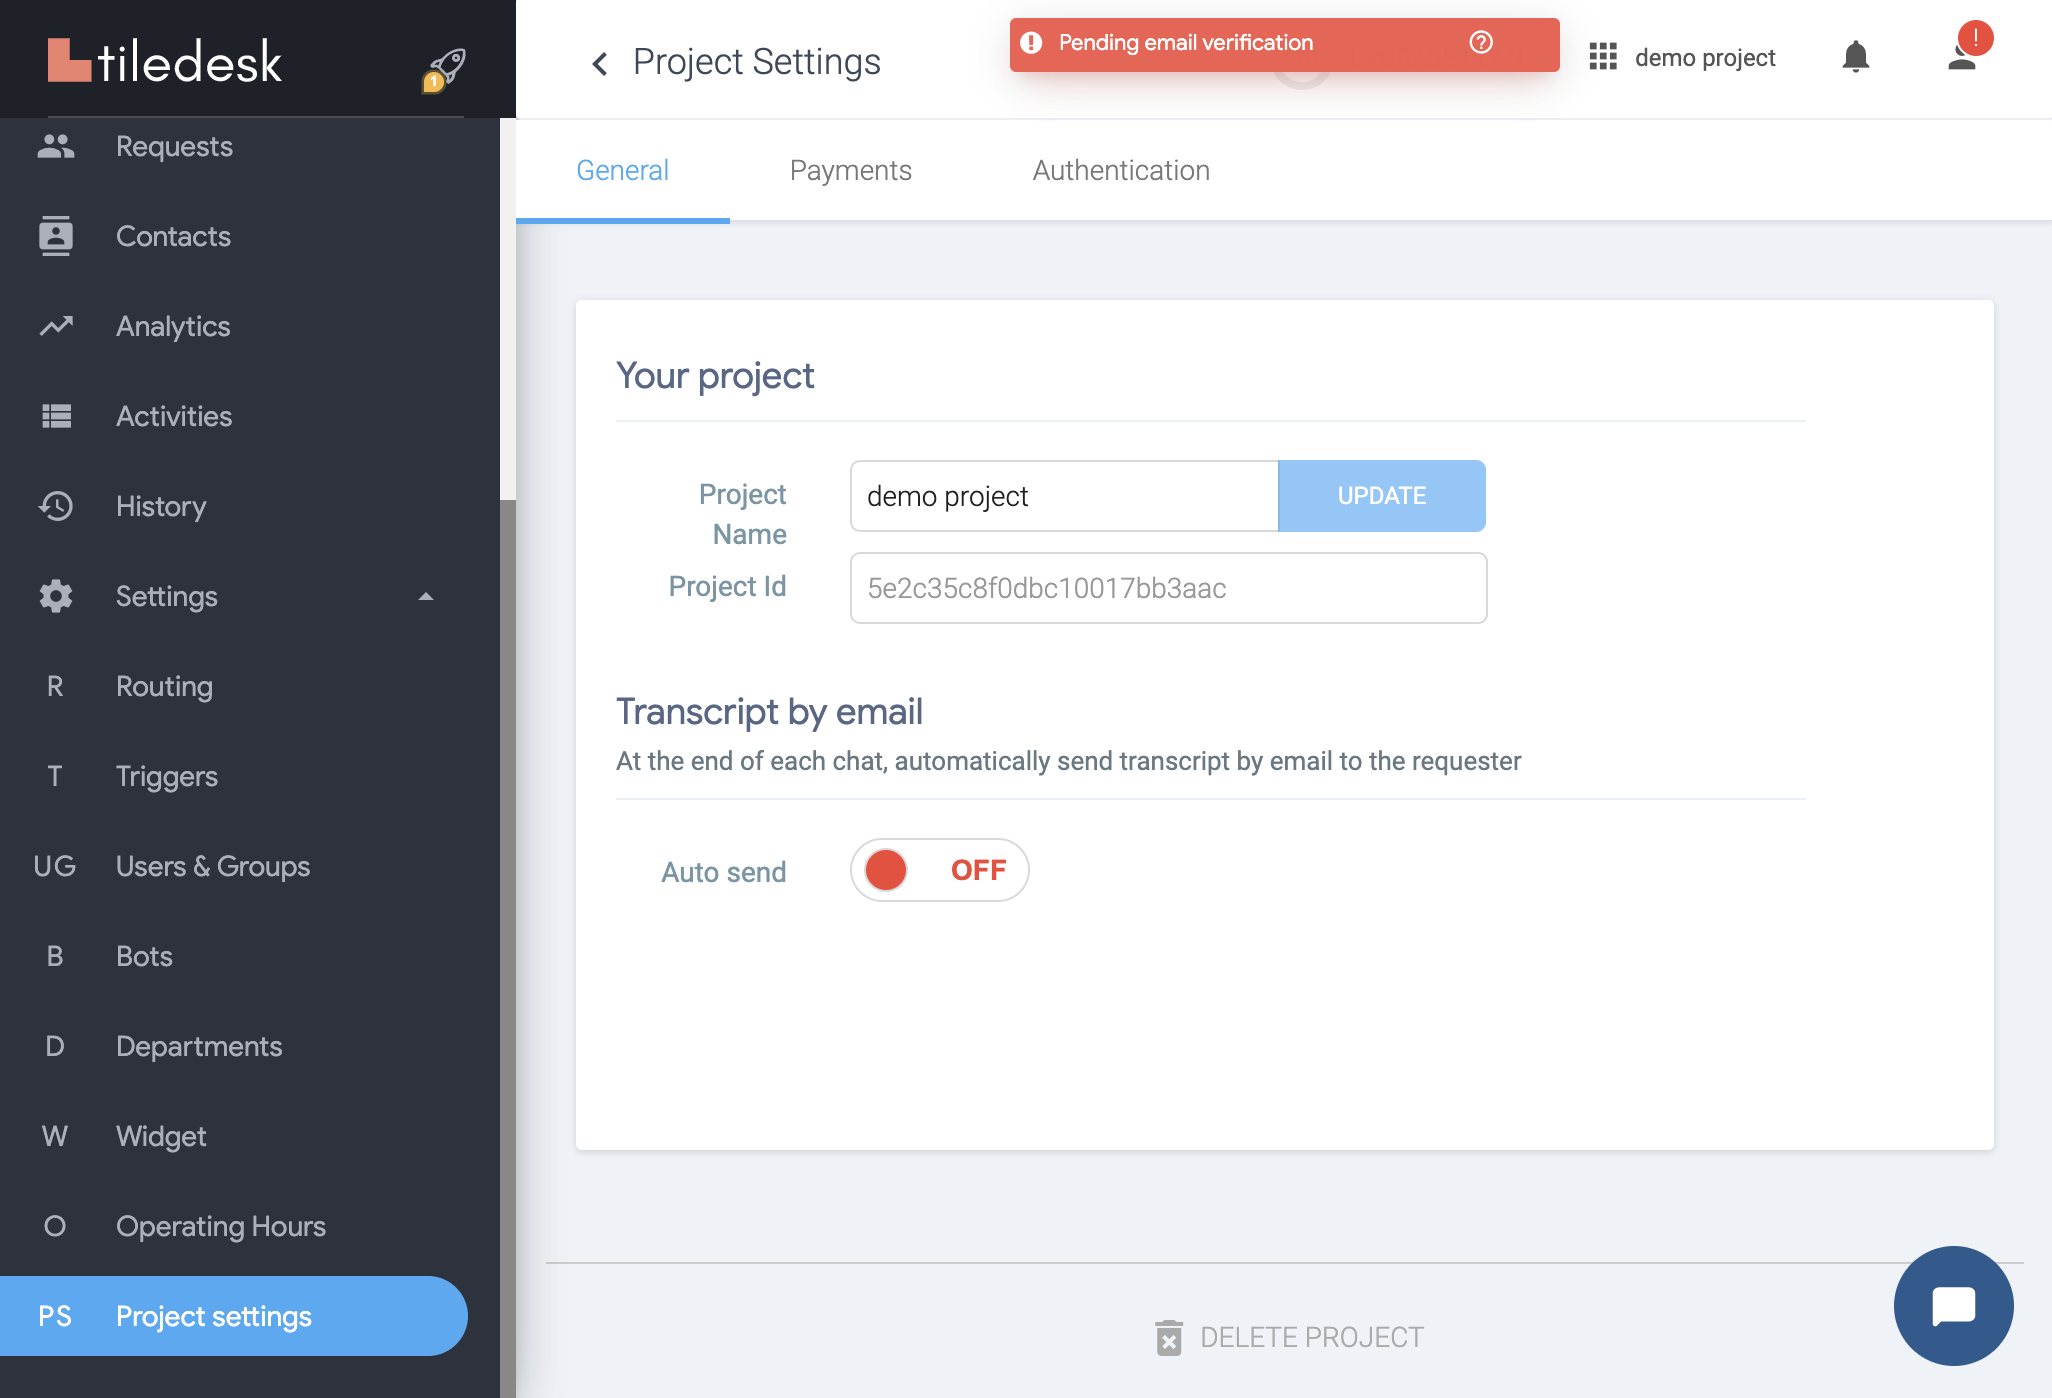 tiledesk
1
Requests
Contacts
Analytics
Activities
History
Settings
R Routing
T Triggers
UG Users & Groups
B Bots
D Departments
W Widget
O Operating Hours
PS Project settings
Project Settings
! Pending email verification ?
demo project
!
General Payments Authentication
Your project
Project
Name
demo project
UPDATE
Project Id
5e2c35c8f0dbc10017bb3aac
Transcript by email
At the end of each chat, automatically send transcript by email to the requester
Auto send
OFF
DELETE PROJECT